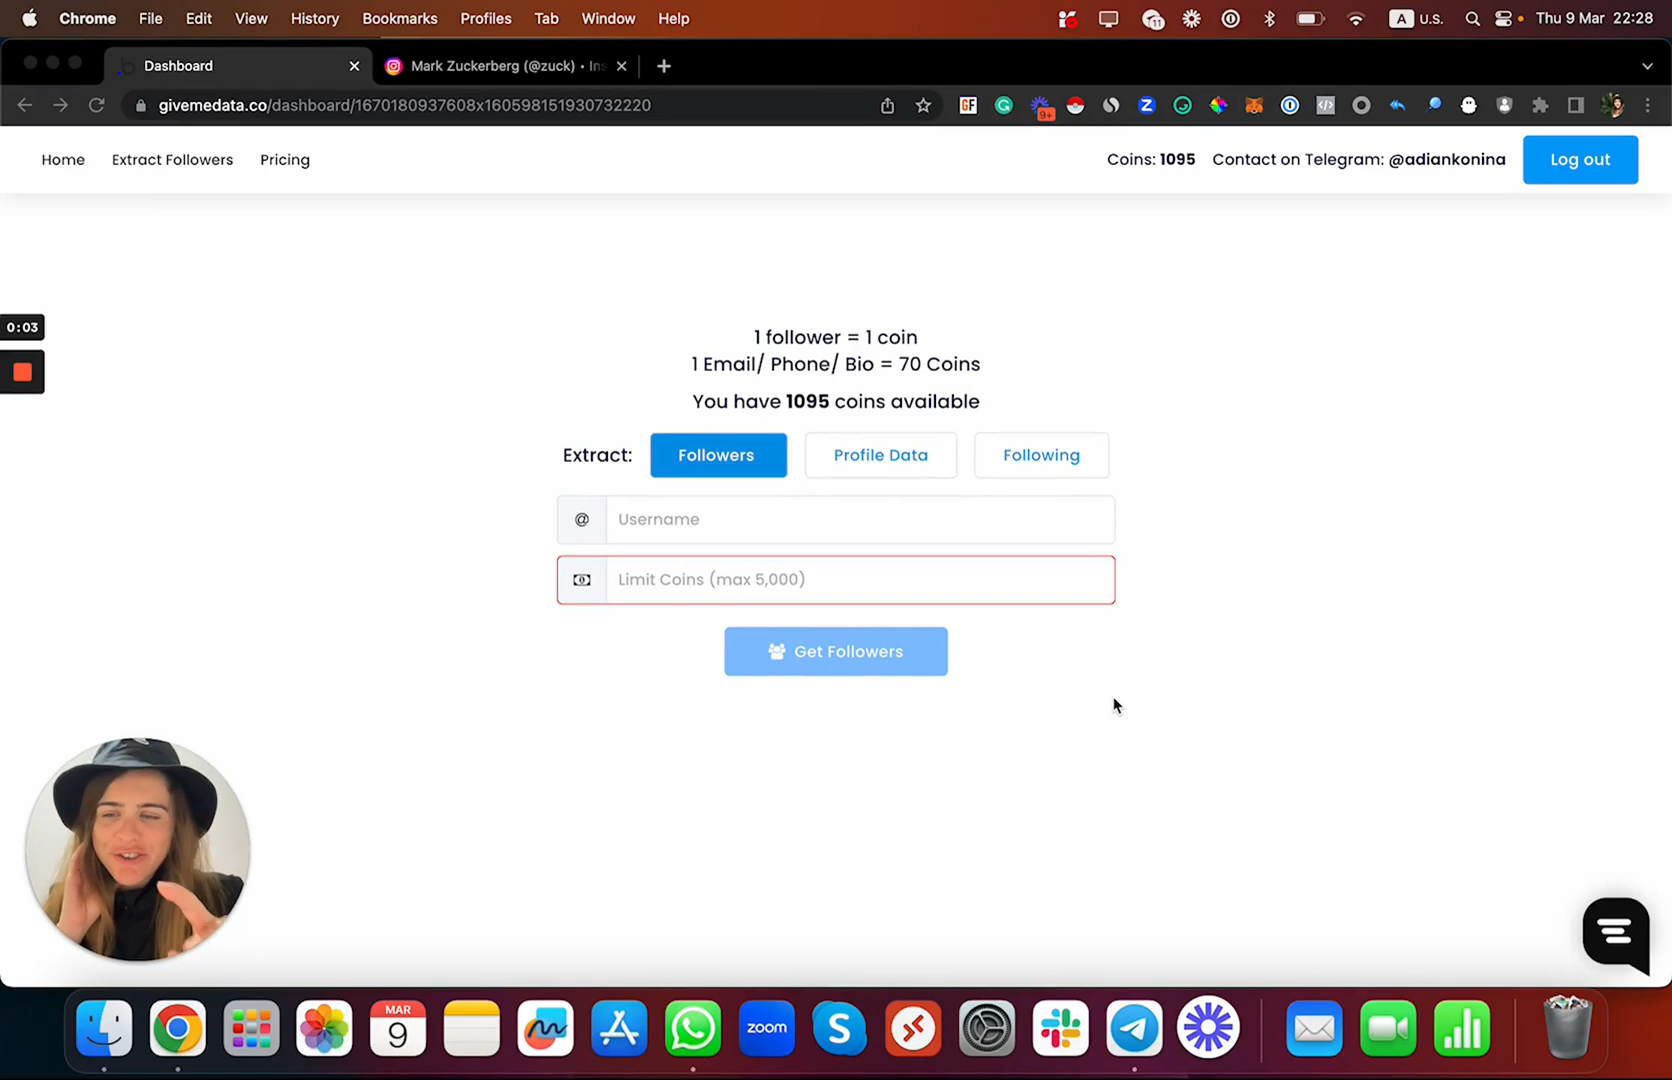 Chrome File Edit View History Bookmarks Profiles Tab Window Help
11 A U.S. Thu 9 Mar 22:28
Dashboard
Mark Zuckerberg (@zuck) • Ins
givemedata.co/dashboard/1670180937608x160598151930732220
GF 9+
Home Extract Followers Pricing
Coins: 1095 Contact on Telegram: @adiankonina Log out
0:03
1 follower = 1 coin
1 Email/ Phone/ Bio = 70 Coins
You have 1095 coins available
Extract: Followers Profile Data Following
@ Username
Limit Coins (max 5,000)
Get Followers
MAR
9
zoom